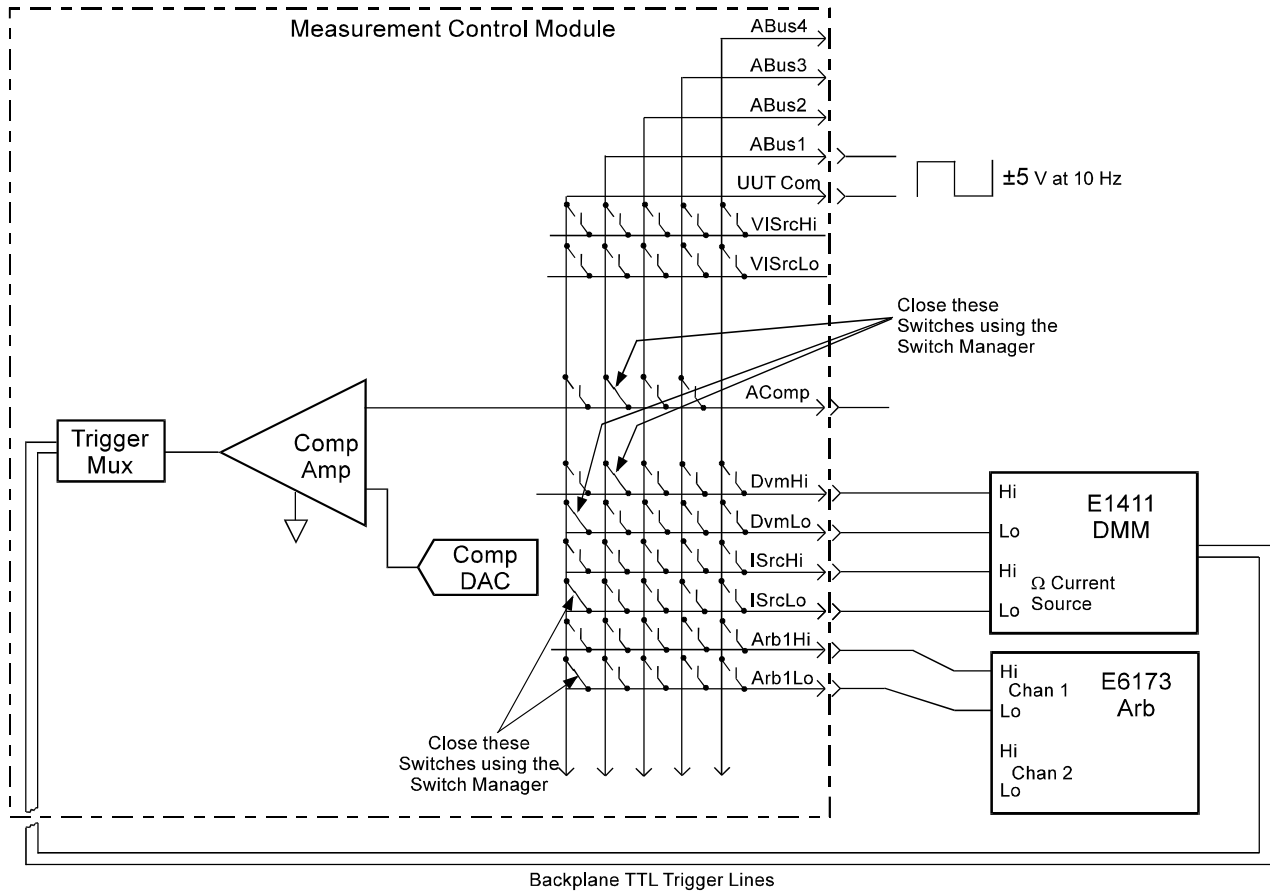 Measurement Control Module
ABus4
ABus3
ABus2
ABus1
UUT Com
±5 V at 10 Hz
VISrcHi
VISrcLo
Close these
Switches using the
Switch Manager
AComp
Trigger
Mux
Comp
Amp
Comp
DAC
DvmHi
DvmLo
ISrcHi
ISrcLo
Arb1Hi
Arb1Lo
Hi
Lo
Hi
Lo
E1411
DMM
Ω Current
Source
Hi
Chan 1
Lo
E6173
Arb
Hi
Chan 2
Lo
Close these
Switches using the
Switch Manager
Backplane TTL Trigger Lines